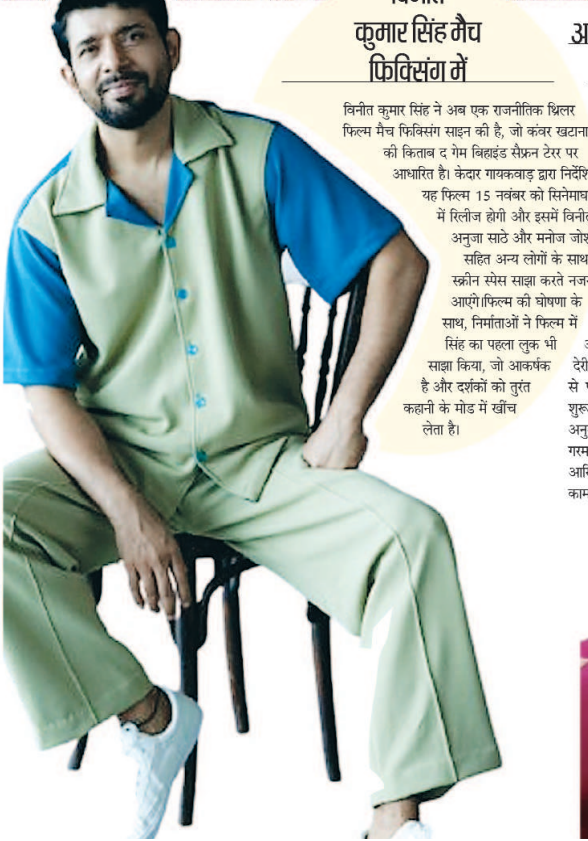 कुमार सिंह मैच
फिक्सिंग में
विनीत कुमार सिंह ने अब एक राजनीतिक थ्रिलर
फिल्म मैच फिक्सिंग साइन की है, जो कंवर खटाना
की किताब द गेम बिहाइंड सैफ्रन टेरर पर
आधारित है। केदार गायकवाड़ द्वारा
यह फिल्म 15 नवंबर को
में रिलीज होगी और इसमें
अनुजा साठे और मनोज
सहित अन्य लोगों के साथ
स्क्रीन स्पेस साझा करते
आएंगे।फिल्म की घोषणा के
साथ, निर्माताओं ने फिल्म में
सिंह का पहला लुक भी
साझा किया, जो आकर्षक
है और दर्शकों को तुरंत
कहानी के मोड में खींच
लेता है।
देरी
से